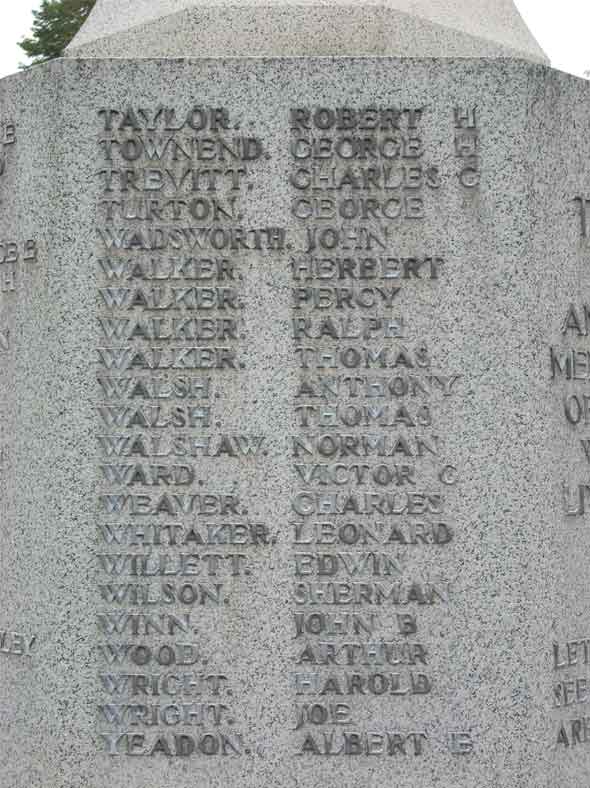 TAYLOR. ROBERT H
TOWNEND. GEORGE H
TREVITT. CHARLES C
TURTON. GEORGE
WADSWORTH. JOHN
WALKER. HERBERT
WALKER. PERCY
WALKER. RALPH
WALKER. THOMAS
WALSH. ANTHONY
WALSH. THOMAS
WALSHAW. NORMAN
WARD. VICTOR C
WEAVER. CHARLES
WHITAKER. LEONARD
WILLETT. EDWIN
WILSON. SHERMAN
WINN. JOHN B
WOOD. ARTHUR
WRIGHT. HAROLD
WRIGHT. JOE
YEADON. ALBERT E